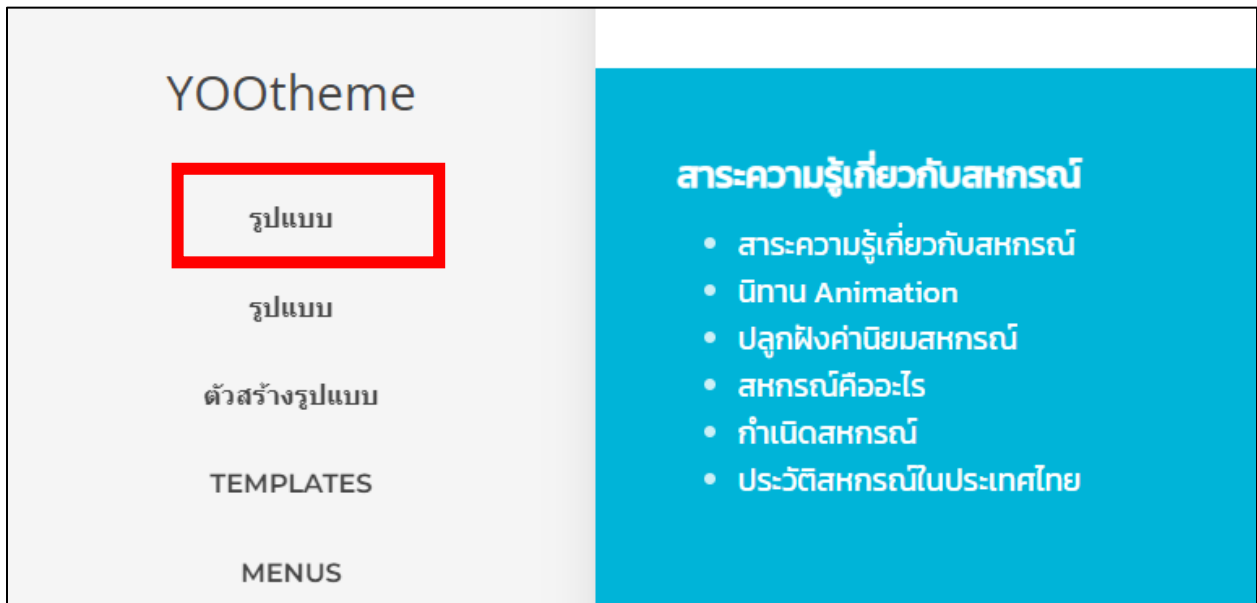 YOOtheme
รูปแบบ
รูปแบบ
ตัวสร้างรูปแบบ
TEMPLATES
MENUS
สาระความรู้เกี่ยวกับสหกรณ์
สาระความรู้เกี่ยวกับสหกรณ์
นิทาน Animation
ปลูกฝังค่านิยมสหกรณ์
สหกรณ์คืออะไร
กำเนิดสหกรณ์
ประวัติสหกรณ์ในประเทศไทย